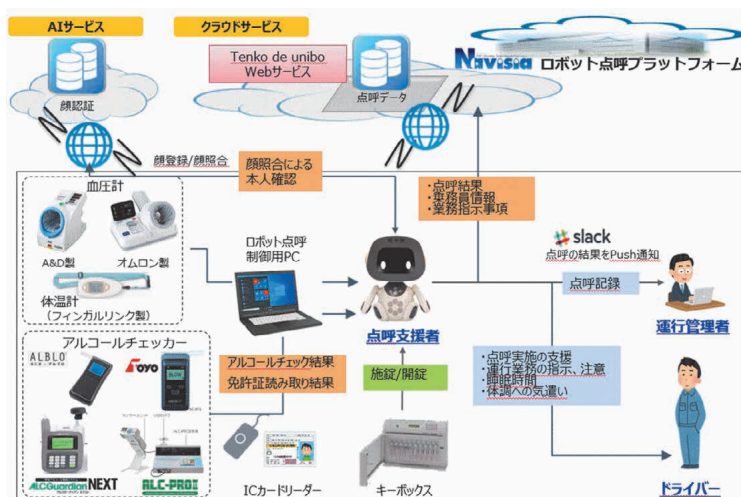 AIサービス
クラウドサービス
Tenko de unibo
Webサービス
Navisia ロボット点呼プラットフォーム
顔認証
点呼データ
顔登録/顔照合
顔照合による
本人確認
・点呼結果
・乗務員情報
・業務指示事項
血圧計
A&D製
オムロン製
体温計
(フィンガルリンク製)
ロボット点呼
制御用PC
slack
点呼の結果をPush通知
点呼記録
運行管理者
点呼支援者
アルコールチェッカー
ALBLO
TOYO
アルコールチェック結果
免許証読み取り結果
施錠/開錠
・点呼実施の支援
・運行業務の指示、注意
・睡眠時間
・体調への気遣い
ALCGuardian NEXT
ALC-PROII
ICカードリーダー
キーボックス
ドライバー